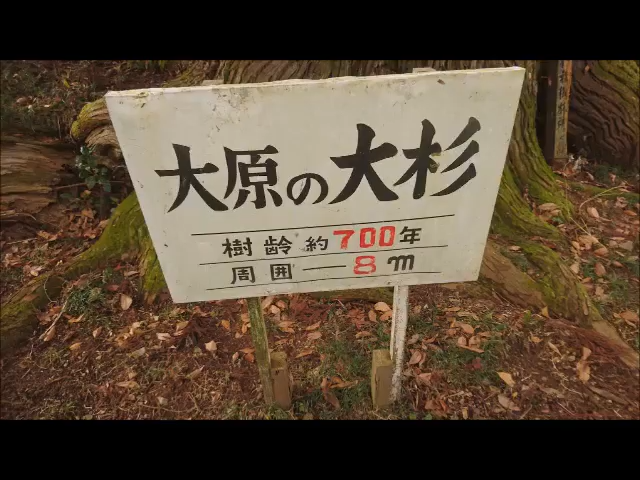 大原の大杉
樹齢 約700年
周囲 ― 8m